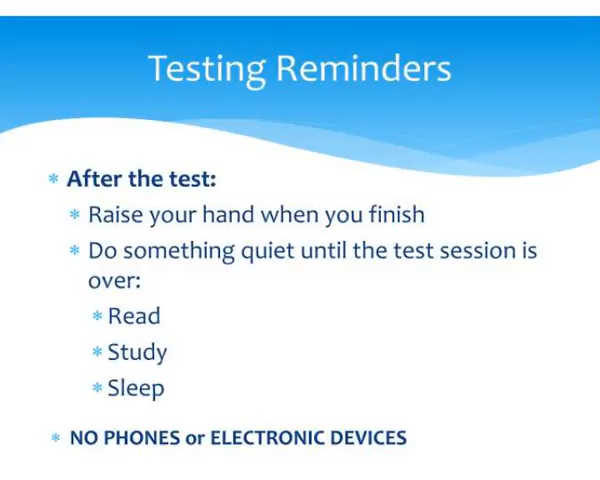 Testing Reminders
* After the test:
* Raise your hand when you finish
* Do something quiet until the test session is
over:
* Read
* Study
* Sleep
* NO PHONES or ELECTRONIC DEVICES